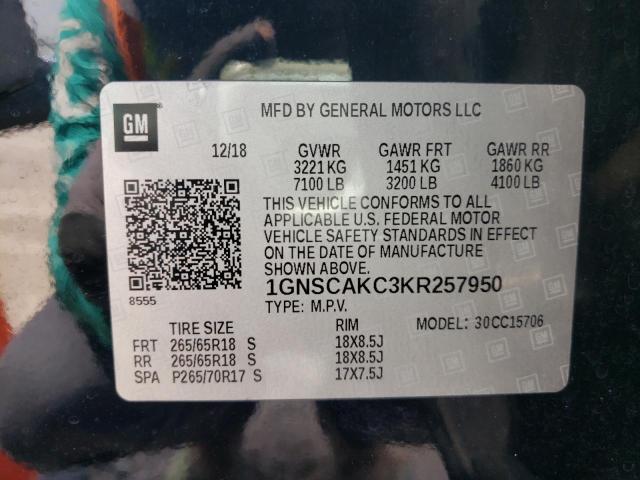 GM
MFD BY GENERAL MOTORS LLC
12/18 GVWR GAWR FRT GAWR RR
3221 KG 1451 KG 1860 KG
7100 LB 3200 LB 4100 LB
THIS VEHICLE CONFORMS TO ALL
APPLICABLE U.S. FEDERAL MOTOR
VEHICLE SAFETY STANDARDS IN EFFECT
ON THE DATE OF MANUFACTURE
SHOWN ABOVE.
8555
1GNSCAKC3KR257950
TYPE: M.P.V.
MODEL: 30CC15706
TIRE SIZE RIM
FRT 265/65R18 S 18X8.5J
RR 265/65R18 S 18X8.5J
SPA P265/70R17 S 17X7.5J